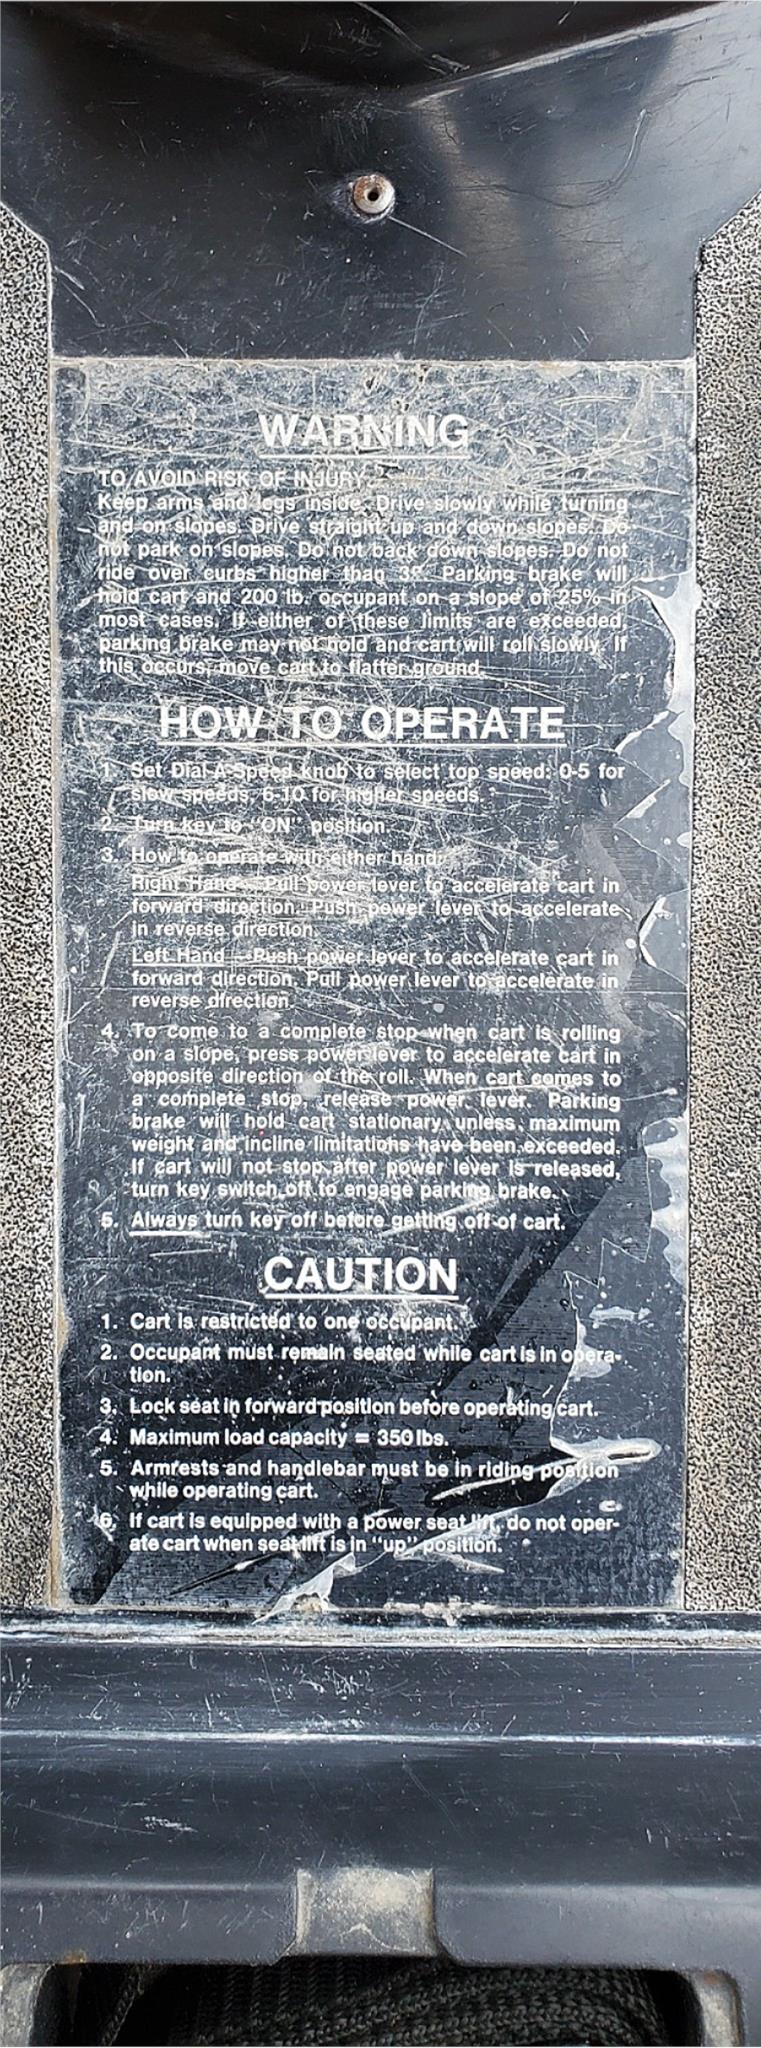 WARNING
TO AVOID RISK OF INJURY:
Keep arms and legs inside. Drive slowly while turning
and on slopes. Drive straight up and down slopes. Do
not park on slopes. Do not back down slopes. Do not
ride over curbs higher than 3". Parking brake will
hold cart and 200 lb. occupant on a slope of 25% in
most cases. If either of these limits are exceeded,
parking brake may not hold and cart will roll slowly. If
this occurs, move cart to flatter ground.
HOW TO OPERATE
1. Set Dial-A-Speed knob to select top speed: 0-5 for
slow speeds, 6-10 for higher speeds.
2. Turn key to "ON" position.
3. How to operate with either hand:
Right Hand—Pull power lever to accelerate cart in
forward direction. Push power lever to accelerate
in reverse direction.
Left Hand—Push power lever to accelerate cart in
forward direction. Pull power lever to accelerate in
reverse direction.
4. To come to a complete stop when cart is rolling
on a slope, press power lever to accelerate cart in
opposite direction of the roll. When cart comes to
a complete stop, release power lever. Parking
brake will hold cart stationary unless maximum
weight and incline limitations have been exceeded.
If cart will not stop after power lever is released,
turn key switch off to engage parking brake.
5. Always turn key off before getting off of cart.
CAUTION
1. Cart is restricted to one occupant.
2. Occupant must remain seated while cart is in opera-
tion.
3. Lock seat in forward position before operating cart.
4. Maximum load capacity = 350 lbs.
5. Armrests and handlebar must be in riding position
while operating cart.
6. If cart is equipped with a power seat lift, do not oper-
ate cart when seat lift is in "up" position.